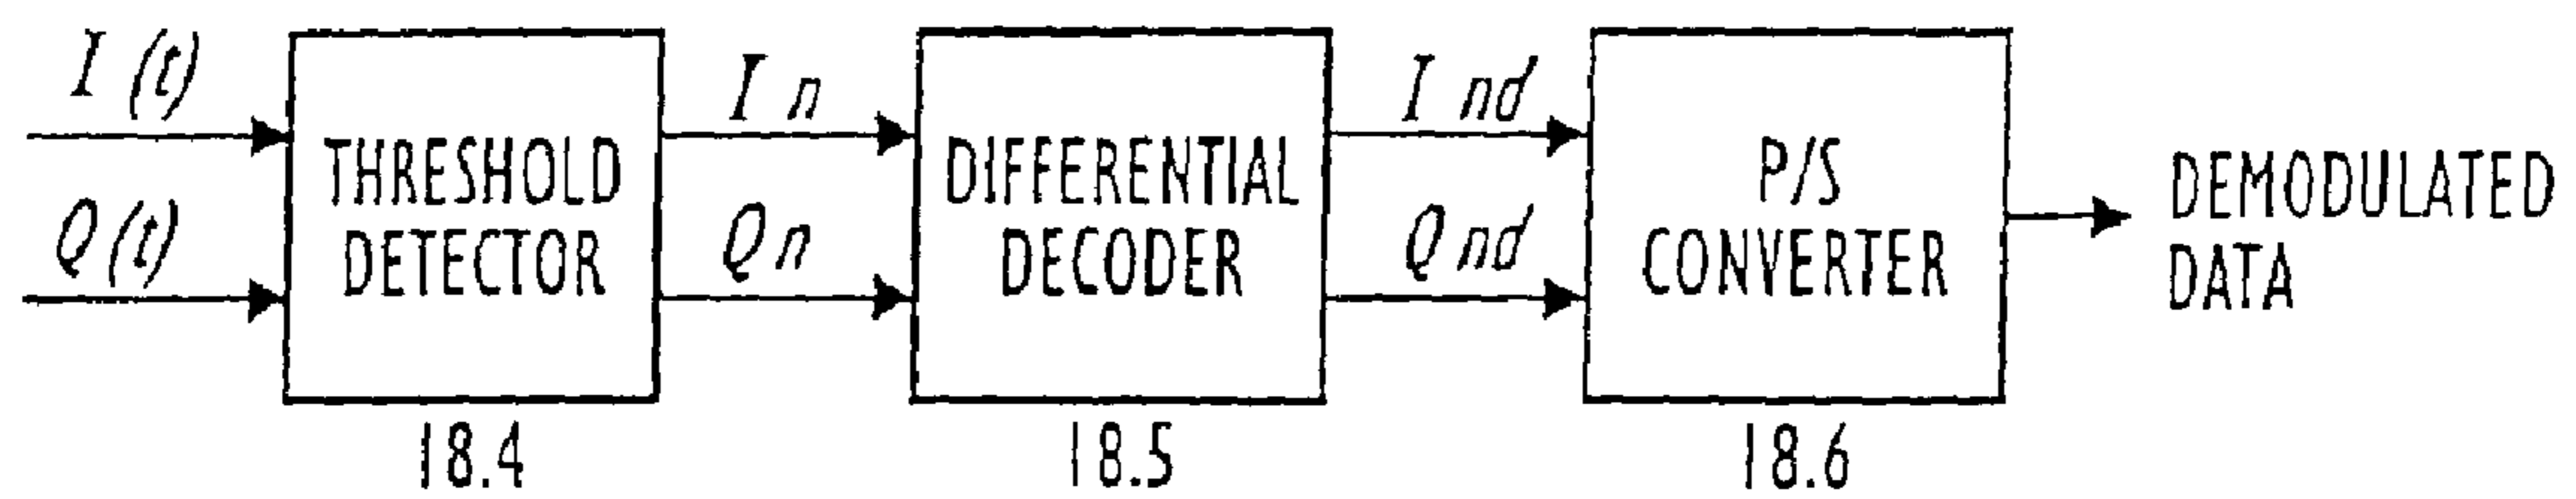 I (t)
Q (t)
THRESHOLD
DETECTOR
18.4
I n
Q n
DIFFERENTIAL
DECODER
18.5
I nd
Q nd
P/S
CONVERTER
18.6
DEMODULATED
DATA